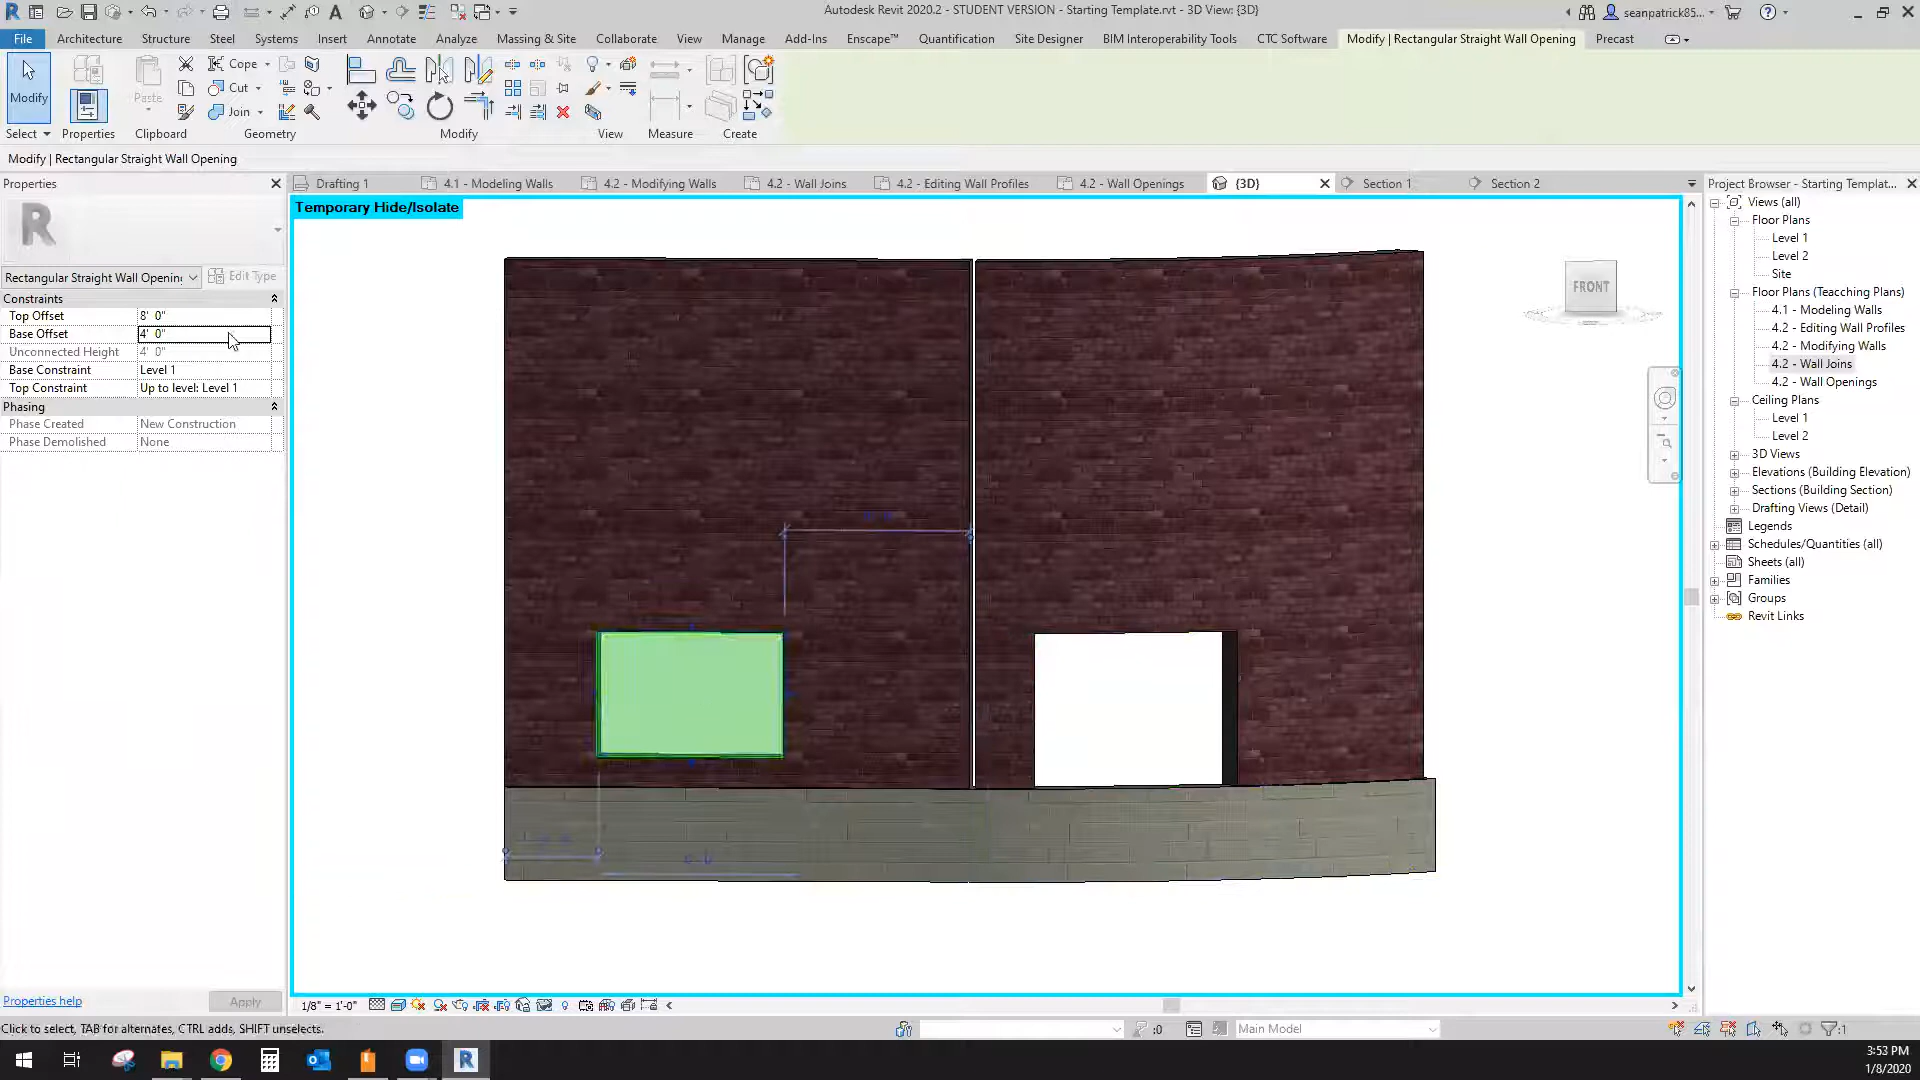 Autodesk Revit 2020.2 - STUDENT VERSION - Starting Template.rvt - 3D View: {3D}
seanpatrick85...
File Architecture Structure Steel Systems Insert Annotate Analyze Massing & Site Collaborate View Manage Add-Ins Enscape™ Quantification Site Designer BIM Interoperability Tools CTC Software Modify | Rectangular Straight Wall Opening Precast
Modify
Paste
Cope
Cut
Join
Select Properties Clipboard Geometry Modify View Measure Create
Modify | Rectangular Straight Wall Opening
Properties
Drafting 1
4.1 - Modeling Walls
4.2 - Modifying Walls
4.2 - Wall Joins
4.2 - Editing Wall Profiles
4.2 - Wall Openings
{3D}
Section 1
Section 2
Project Browser - Starting Templat...
R
Rectangular Straight Wall Openin
Edit Type
Constraints
Top Offset 8' 0"
Base Offset 4' 0"
Unconnected Height 4' 0"
Base Constraint Level 1
Top Constraint Up to level: Level 1
Phasing
Phase Created New Construction
Phase Demolished None
Properties help
Apply
Temporary Hide/Isolate
FRONT
Views (all)
Floor Plans
Level 1
Level 2
Site
Floor Plans (Teacching Plans)
4.1 - Modeling Walls
4.2 - Editing Wall Profiles
4.2 - Modifying Walls
4.2 - Wall Joins
4.2 - Wall Openings
Ceiling Plans
Level 1
Level 2
3D Views
Elevations (Building Elevation)
Sections (Building Section)
Drafting Views (Detail)
Legends
Schedules/Quantities (all)
Sheets (all)
Families
Groups
Revit Links
1/8" = 1'-0"
Click to select, TAB for alternates, CTRL adds, SHIFT unselects.
:0
Main Model
:1
3:53 PM
1/8/2020